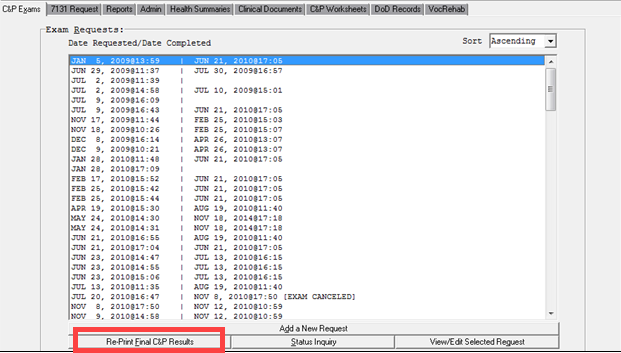 C&P Exams 7131 Request Reports Admin Health Summaries Clinical Documents C&P Worksheets DoD Records VocRehab
Exam Requests:
Date Requested/Date Completed Sort Ascending
JAN 5, 2009@13:59 | JUN 21, 2010@17:05
JUN 29, 2009@11:37 | JUL 30, 2009@16:57
JUL 2, 2009@11:39 |
JUL 2, 2009@14:58 | JUL 10, 2009@15:01
JUL 9, 2009@16:09 |
JUL 9, 2009@16:43 | JUN 21, 2010@17:05
NOV 17, 2009@11:44 | FEB 25, 2010@15:03
NOV 18, 2009@10:26 | FEB 25, 2010@15:07
DEC 8, 2009@16:14 | APR 26, 2010@13:07
DEC 9, 2009@10:21 | APR 26, 2010@13:07
JAN 28, 2010@11:48 | JUN 21, 2010@17:05
JAN 28, 2010@17:09 |
FEB 17, 2010@15:52 | JUN 21, 2010@17:05
FEB 25, 2010@15:42 | JUN 21, 2010@17:05
FEB 25, 2010@15:44 | JUN 21, 2010@17:05
APR 19, 2010@15:30 | AUG 19, 2010@11:40
MAY 24, 2010@14:30 | NOV 18, 2014@17:18
MAY 24, 2010@14:31 | NOV 18, 2014@17:18
JUN 21, 2010@16:55 | AUG 19, 2010@11:40
JUN 21, 2010@17:04 | JUN 21, 2010@17:05
JUN 23, 2010@14:47 | JUL 13, 2010@16:15
JUN 23, 2010@14:55 | JUL 13, 2010@16:15
JUN 23, 2010@15:06 | JUL 13, 2010@16:15
JUL 13, 2010@11:35 | AUG 19, 2010@11:40
JUL 20, 2010@16:47 | NOV 8, 2010@17:50 [EXAM CANCELED]
NOV 8, 2010@17:50 | NOV 12, 2010@10:59
NOV 9, 2010@14:58 | NOV 12, 2010@10:59
Add a New Request
Re-Print Final C&P Results Status Inquiry View/Edit Selected Request